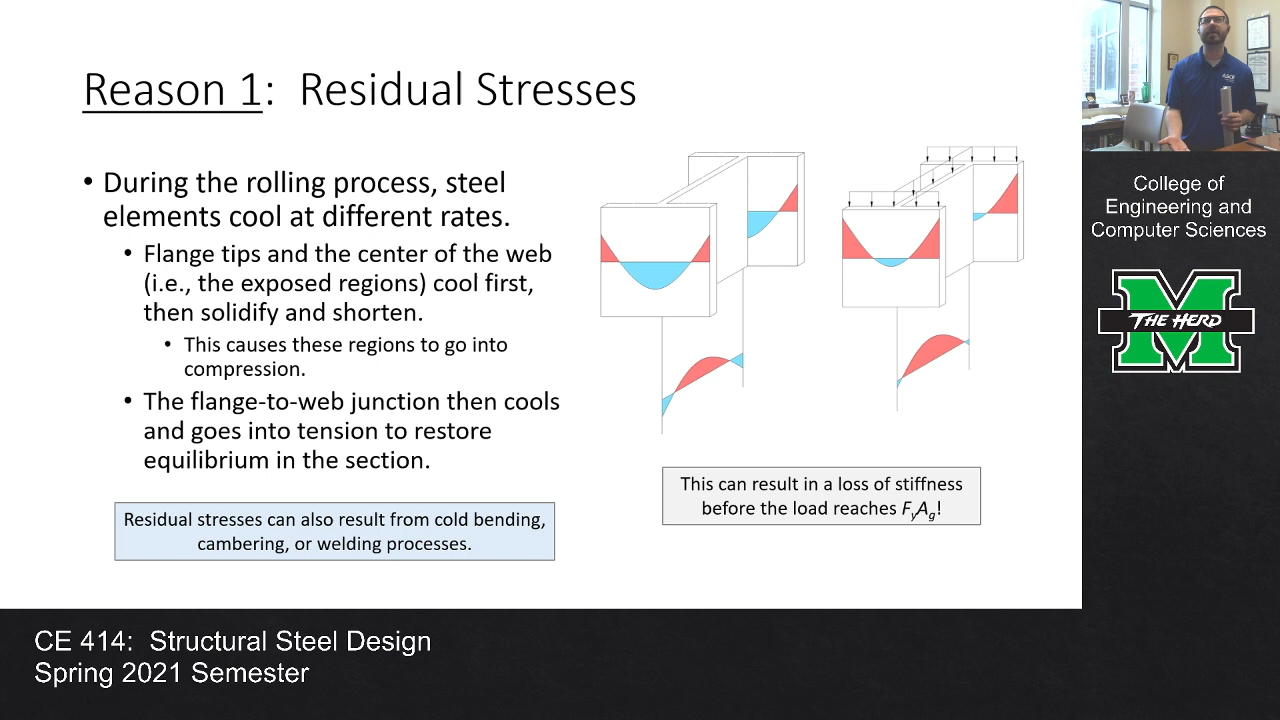 Reason 1:  Residual Stresses
• During the rolling process, steel
elements cool at different rates.
• Flange tips and the center of the web
(i.e., the exposed regions) cool first,
then solidify and shorten.
• This causes these regions to go into
compression.
• The flange-to-web junction then cools
and goes into tension to restore
equilibrium in the section.
Residual stresses can also result from cold bending,
cambering, or welding processes.
This can result in a loss of stiffness
before the load reaches FyAg!
College of
Engineering and
Computer Sciences
THE HERD
CE 414:  Structural Steel Design
Spring 2021 Semester